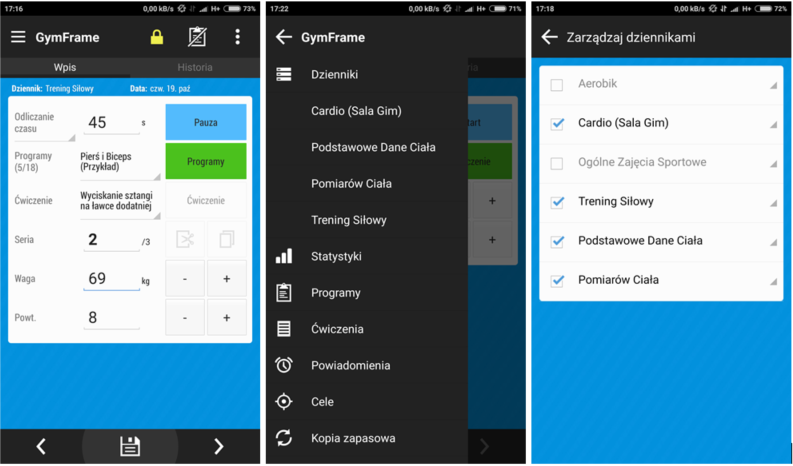 17:16 0,00 kB/s H+ 73%
GymFrame
Wpis Historia
Dziennik: Trening Siłowy Data: czw. 19. paź
Odliczanie
czasu 45 s Pauza
Programy
(5/18) Pierś i Biceps
(Przykład) Programy
Ćwiczenie Wyciskanie sztangi
na ławce dodatniej Ćwiczenie
Seria 2 /3
Waga 69 kg - +
Powt. 8 - +
17:22 0,00 kB/s H+ 71%
GymFrame
Dzienniki
Cardio (Sala Gim)
Podstawowe Dane Ciała
Pomiarów Ciała
Trening Siłowy
Statystyki
Programy
Ćwiczenia
Powiadomienia
Cele
Kopia zapasowa
+
+
17:18 0,00 kB/s H+ 72%
Zarządzaj dziennikami
Aerobik
Cardio (Sala Gim)
Ogólne Zajęcia Sportowe
Trening Siłowy
Podstawowe Dane Ciała
Pomiarów Ciała